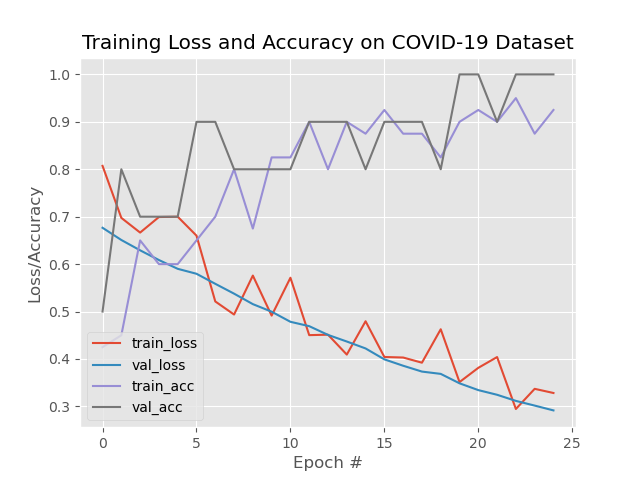 Training Loss and Accuracy on COVID-19 Dataset
1.0
0.9
0.8
0.7
0.6
0.5
0.4
0.3
Loss/Accuracy
train_loss
val_loss
train_acc
val_acc
0 5 10 15 20 25
Epoch #